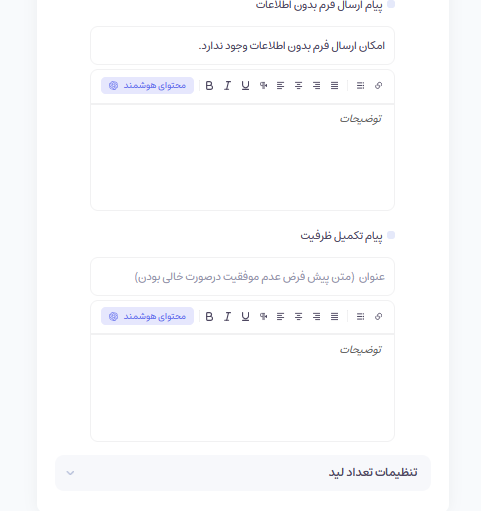 پیام ارسال فرم بدون اطلاعات
امکان ارسال فرم بدون اطلاعات وجود ندارد.
محتوای هوشمند B I U
توضیحات
پیام تکمیل ظرفیت
عنوان (متن پیش فرض عدم موفقیت درصورت خالی بودن)
محتوای هوشمند B I U
توضیحات
تنظیمات تعداد لید